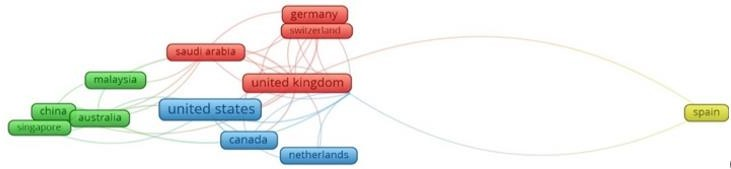 germany
switzerland
saudi arabia
malaysia
united kingdom
china
united states
australia
spain
singapore
canada
netherlands